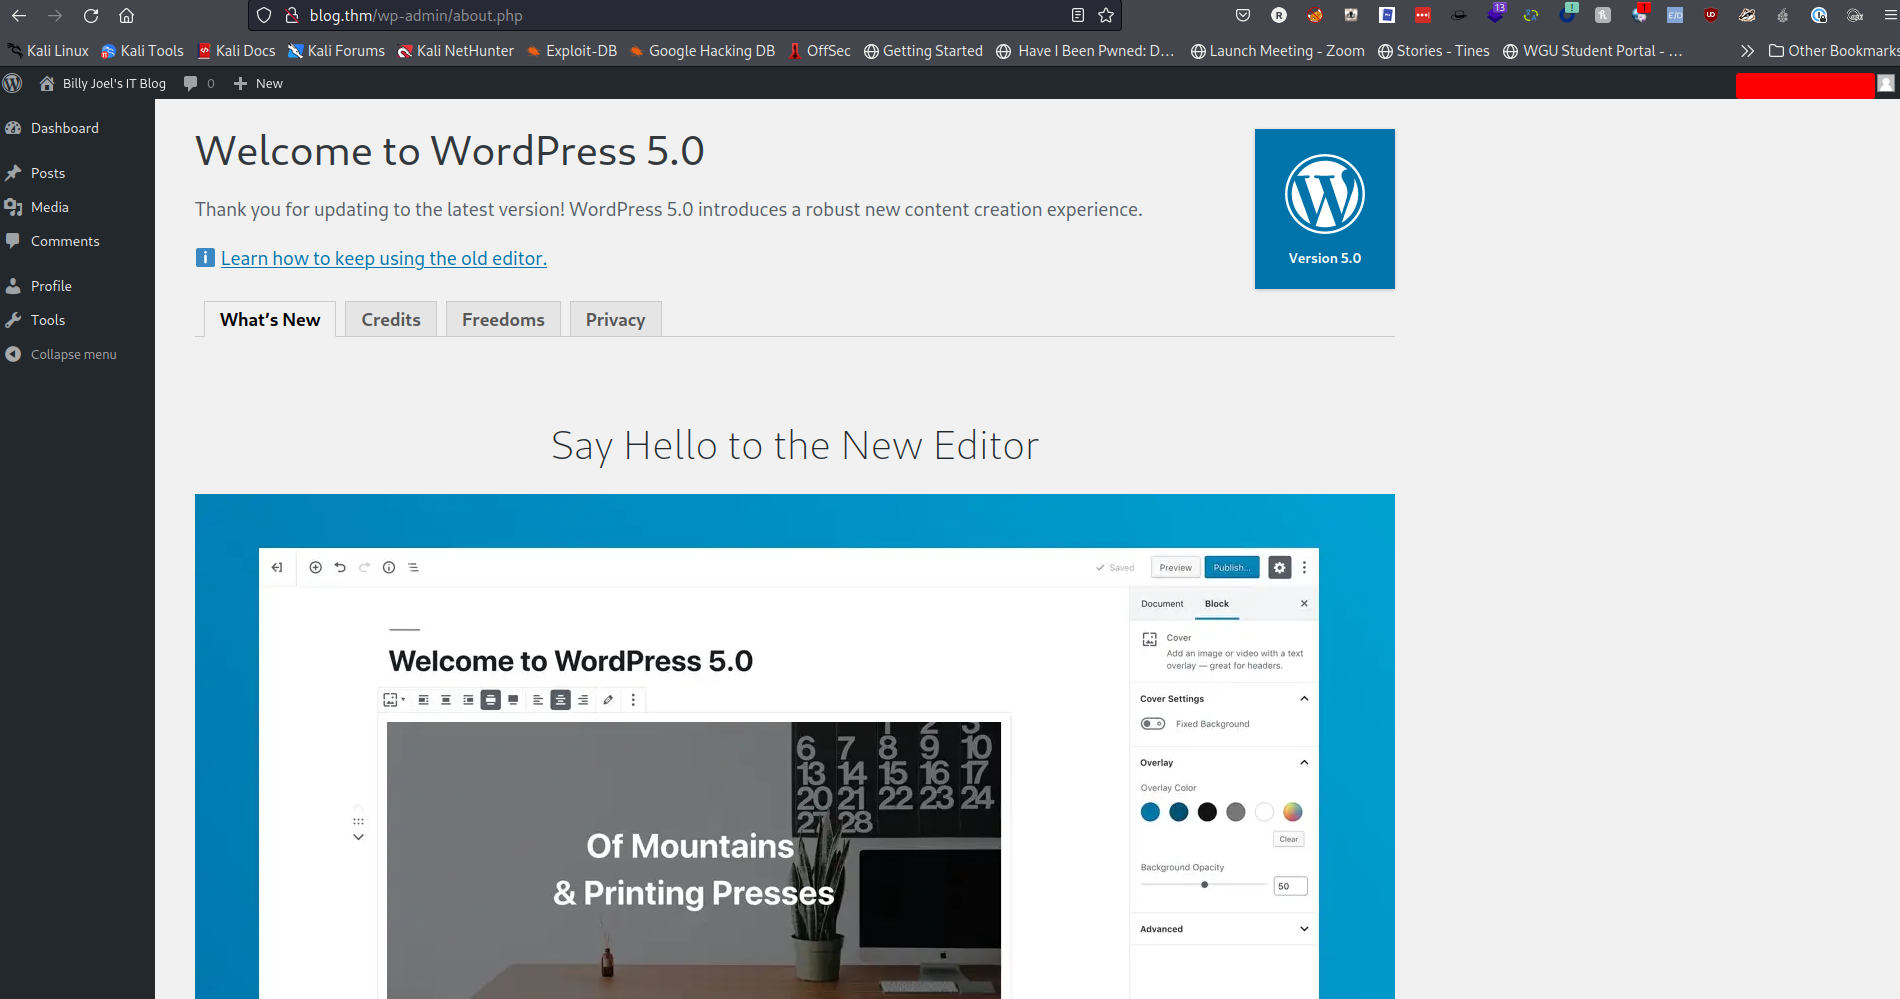 blog.thm/wp-admin/about.php
R
13
!
!
E/D
Kali Linux Kali Tools Kali Docs Kali Forums Kali NetHunter Exploit-DB Google Hacking DB OffSec Getting Started Have I Been Pwned: D… Launch Meeting - Zoom Stories - Tines WGU Student Portal - … Other Bookmarks
Billy Joel's IT Blog 0 New
Dashboard
Posts
Media
Comments
Profile
Tools
Collapse menu
Welcome to WordPress 5.0
Thank you for updating to the latest version! WordPress 5.0 introduces a robust new content creation experience.
Learn how to keep using the old editor.
Version 5.0
What’s New Credits Freedoms Privacy
Say Hello to the New Editor
Saved Preview Publish...
Document Block
Welcome to WordPress 5.0
Cover
Add an image or video with a text
overlay — great for headers.
Cover Settings
Fixed Background
Overlay
Overlay Color
Clear
Background Opacity
50
Advanced
1 2 3
6 7 8 9 10
13 14 15 16 17
20 21 22 23 24
27 28
Of Mountains
& Printing Presses